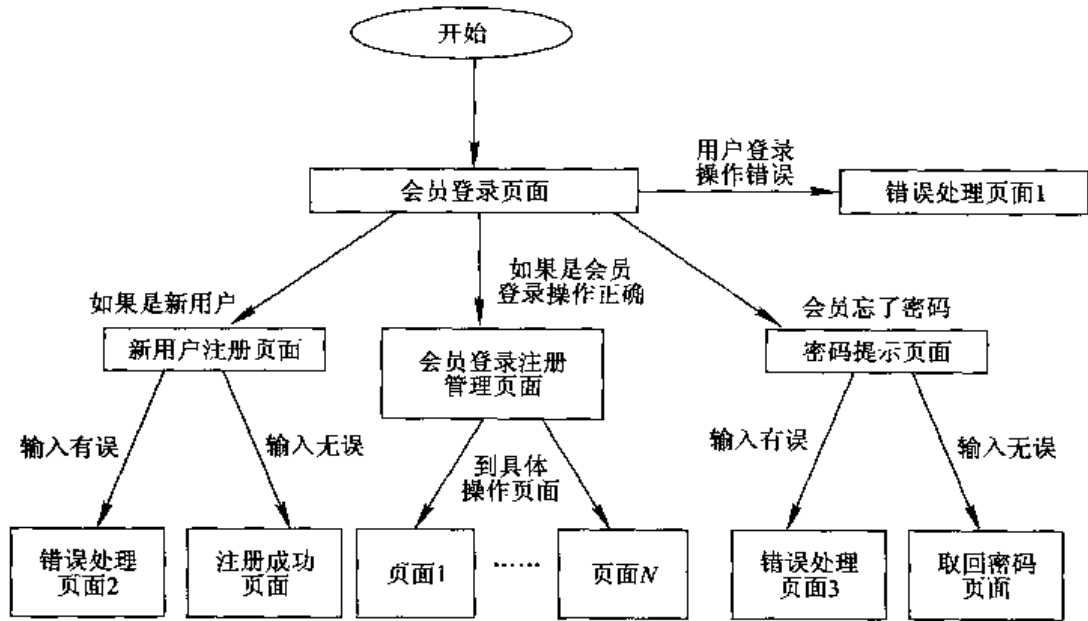 开始
用户登录
操作错误
会员登录页面
错误处理页面1
如果是会员
登录操作正确
如果是新用户
会员忘了密码
新用户注册页面
会员登录注册
管理页面
密码提示页面
输入有误
输入无误
到具体
操作页面
输入有误
输入无误
错误处理
页面2
注册成功
页面
页面1
……
页面N
错误处理
页面3
取回密码
页面